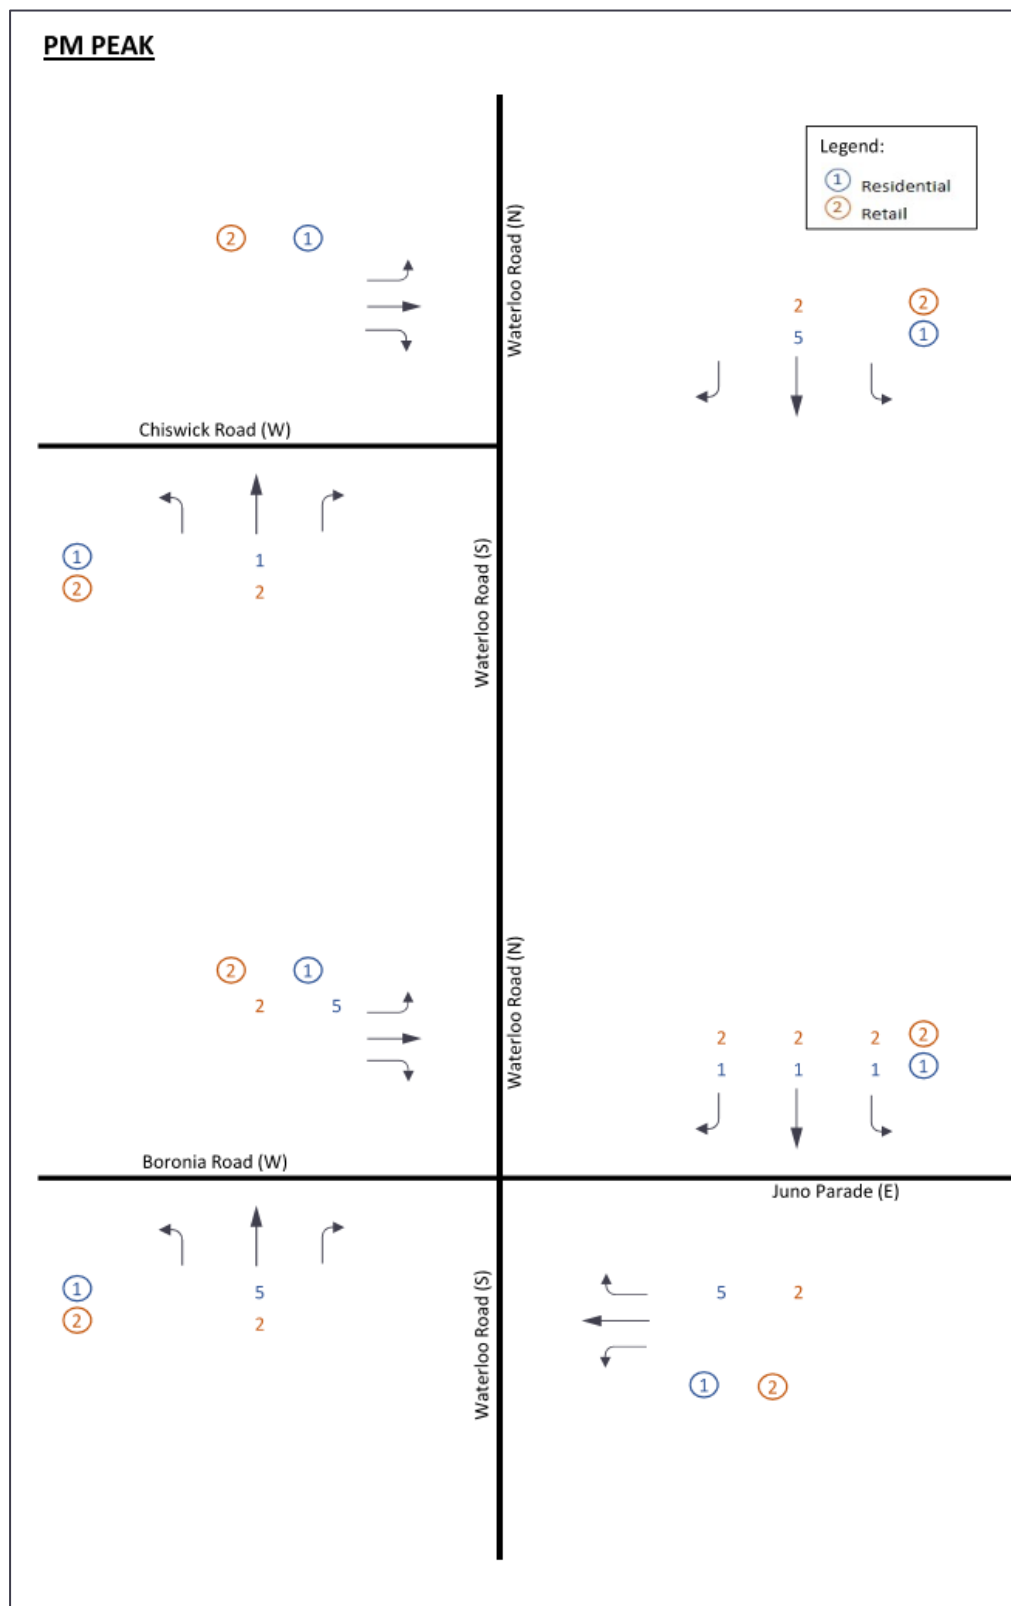 PM PEAK
Legend:
1 Residential
2 Retail
Waterloo Road (N)
2 1
2 2
5 1
Chiswick Road (W)
1 1
2 2
Waterloo Road (S)
Waterloo Road (N)
2 1
2 5
2 2 2 2
1 1 1 1
Boronia Road (W)
Juno Parade (E)
1 5
2 2
Waterloo Road (S)
5 2
1 2